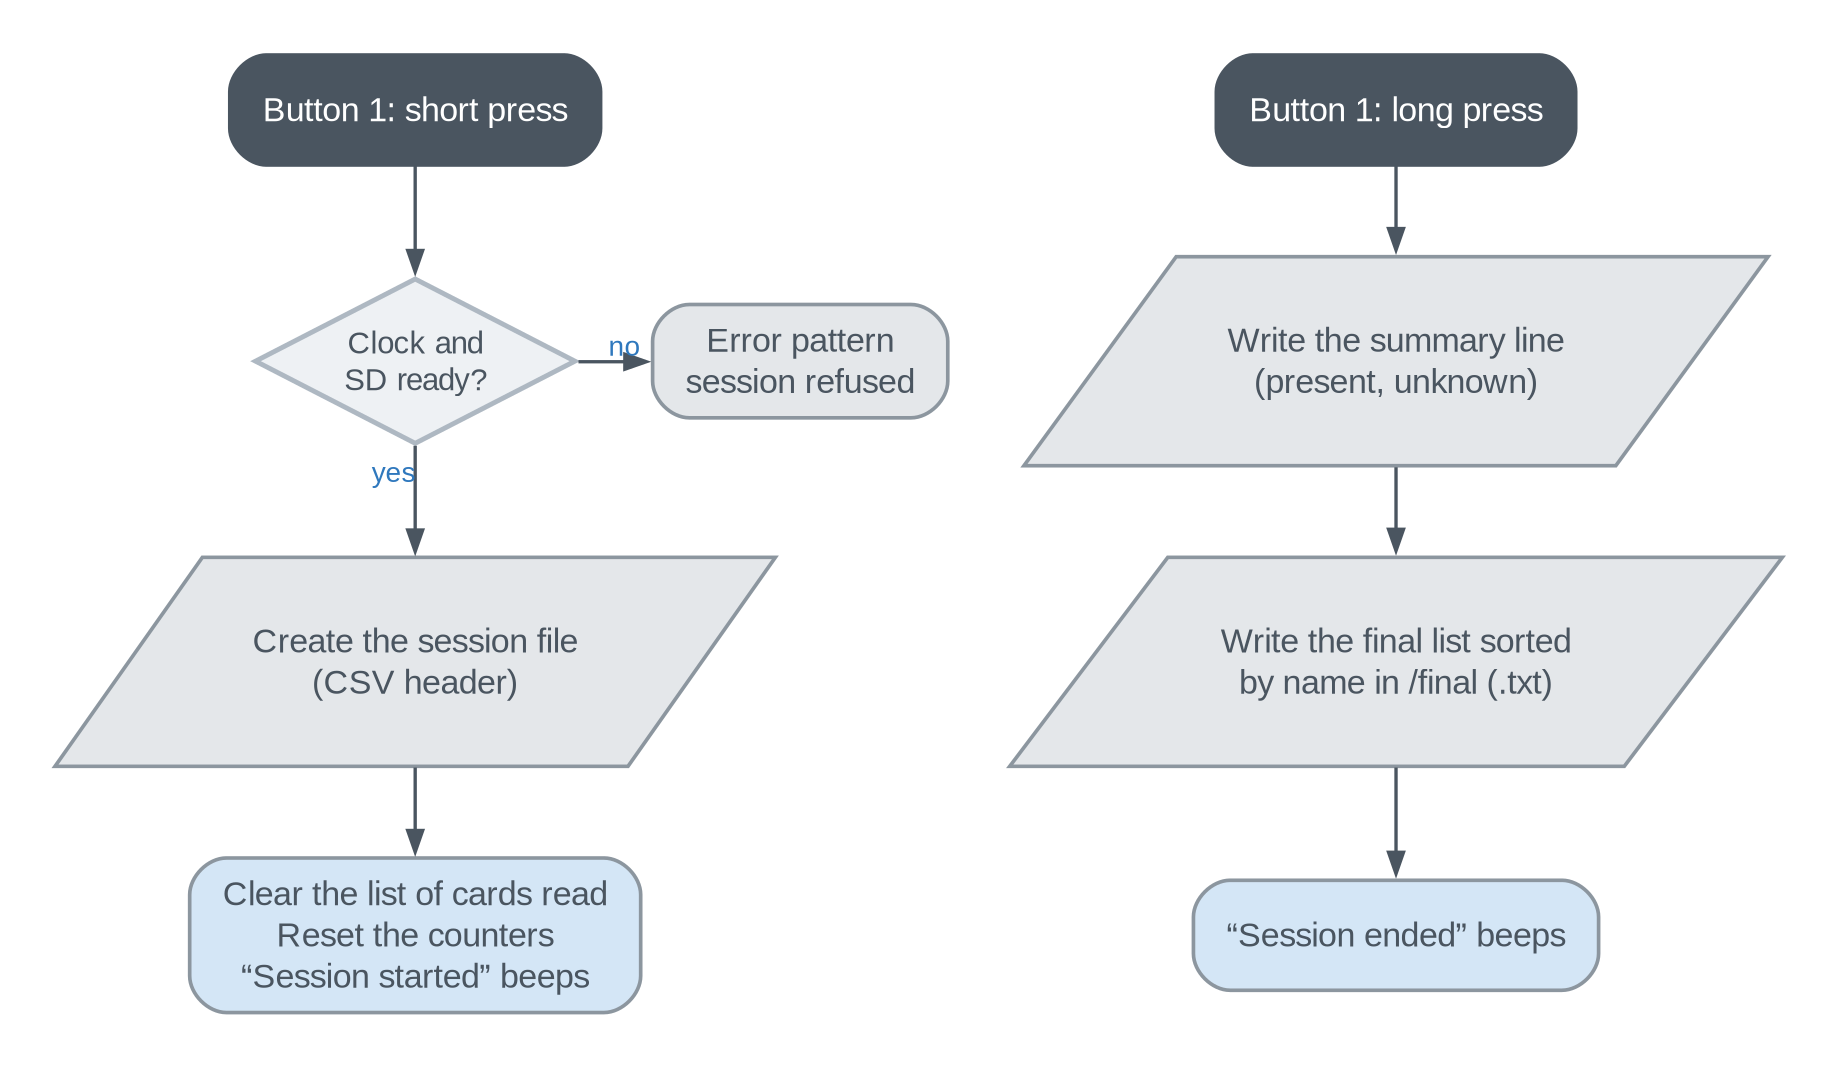 Button 1: short press
Clock and
SD ready?
no
Error pattern
session refused
yes
Create the session file
(CSV header)
Clear the list of cards read
Reset the counters
“Session started” beeps
Button 1: long press
Write the summary line
(present, unknown)
Write the final list sorted
by name in /final (.txt)
“Session ended” beeps